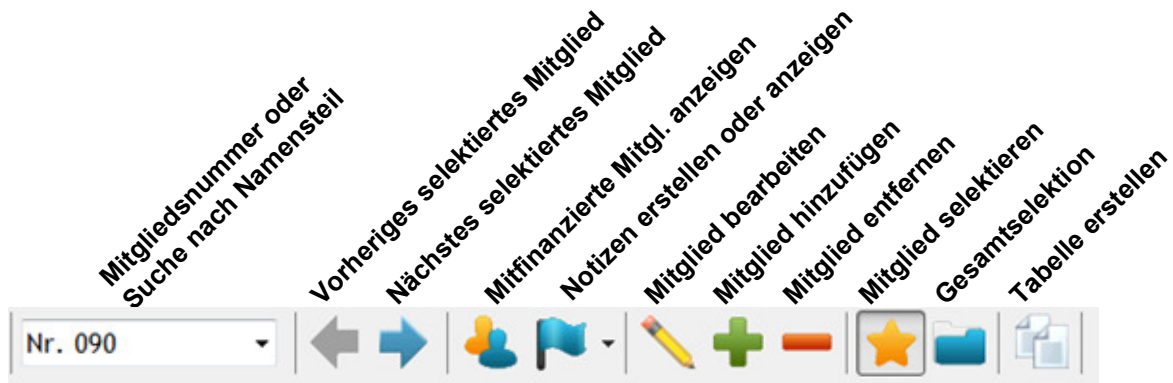 Mitgliedsnummer oder
Suche nach Namensteil
Vorheriges selektiertes Mitglied
Nächstes selektiertes Mitglied
Mitfinanzierte Mitgl. anzeigen
Notizen erstellen oder anzeigen
Mitglied bearbeiten
Mitglied hinzufügen
Mitglied entfernen
Mitglied selektieren
Gesamtselektion
Tabelle erstellen
Nr. 090